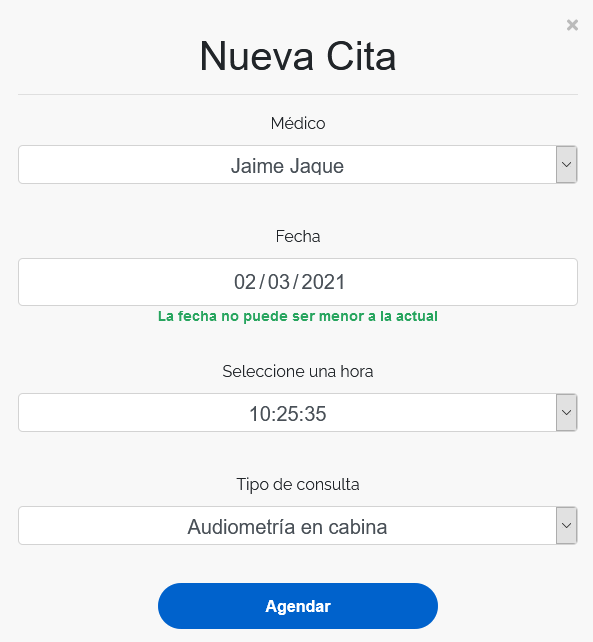 ×
Nueva Cita
Médico
Jaime Jaque
Fecha
02/03/2021
La fecha no puede ser menor a la actual
Seleccione una hora
10:25:35
Tipo de consulta
Audiometría en cabina
Agendar